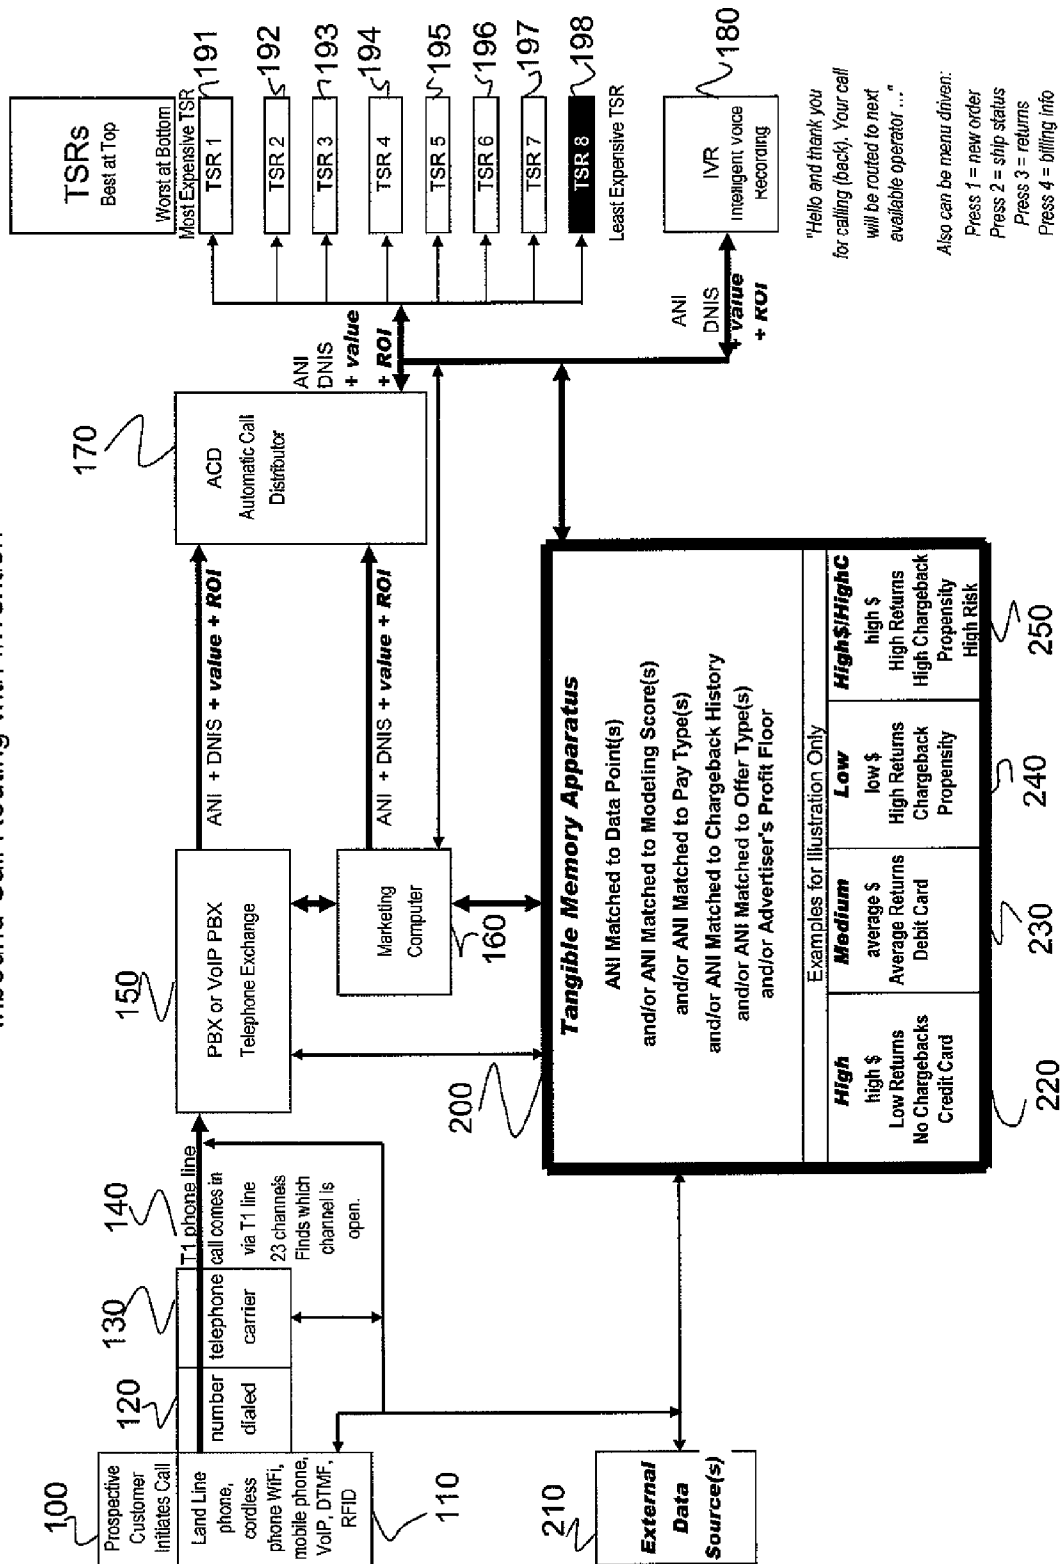 Inbound Call Routing with Invention
100
Prospective
Customer
Initiates Call
Land Line
phone,
cordless
phone WiFi,
mobile phone,
VoIP, DTMF,
RFID
110
120
number
dialed
130
telephone
carrier
140
T1 phone line
call comes in
via T1 line
23 channels
Finds which
channel is
open.
150
PBX or VoIP PBX
Telephone Exchange
ANI + DNIS + value + ROI
Marketing
Computer
160
ANI + DNIS + value + ROI
170
ACD
Automatic Call
Distributor
ANI
DNIS
+ value
+ ROI
TSRs
Best at Top
Worst at Bottom
Most Expensive TSR
TSR 1
191
TSR 2
192
TSR 3
193
TSR 4
194
TSR 5
195
TSR 6
196
TSR 7
197
TSR 8
198
Least Expensive TSR
ANI
DNIS
+ value
+ ROI
180
IVR
Intelligent Voice
Recording
"Hello and thank you
for calling (back). Your call
will be routed to next
available operator ..."
Also can be menu driven:
Press 1 = new order
Press 2 = ship status
Press 3 = returns
Press 4 = billing info
200
Tangible Memory Apparatus
ANI Matched to Data Point(s)
and/or ANI Matched to Modeling Score(s)
and/or ANI Matched to Pay Type(s)
and/or ANI Matched to Chargeback History
and/or ANI Matched to Offer Type(s)
and/or Advertiser's Profit Floor
Examples for Illustration Only
High
high $
Low Returns
No Chargebacks
Credit Card
220
Medium
average $
Average Returns
Debit Card
230
Low
low $
High Returns
Chargeback
Propensity
240
High$/HighC
high $
High Returns
High Chargeback
Propensity
High Risk
250
210
External
Data
Source(s)